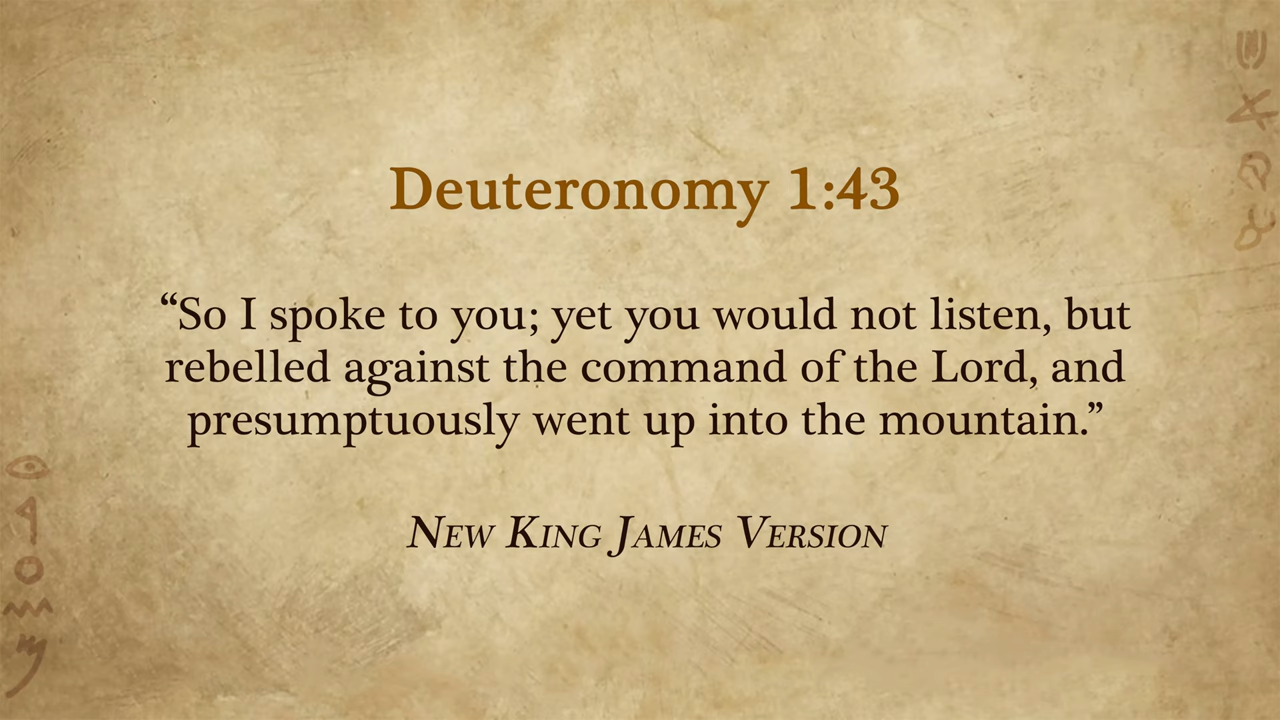 Deuteronomy 1:43
“So I spoke to you; yet you would not listen, but
rebelled against the command of the Lord, and
presumptuously went up into the mountain.”
New King James Version